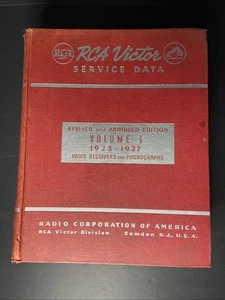 RCA RCA Victor
SERVICE DATA
REVISED AND ABRIDGED EDITION
VOLUME I
1923-1937
RADIO RECEIVERS AND PHONOGRAPHS
RADIO CORPORATION OF AMERICA
RCA Victor Division Camden N.J., U.S.A.